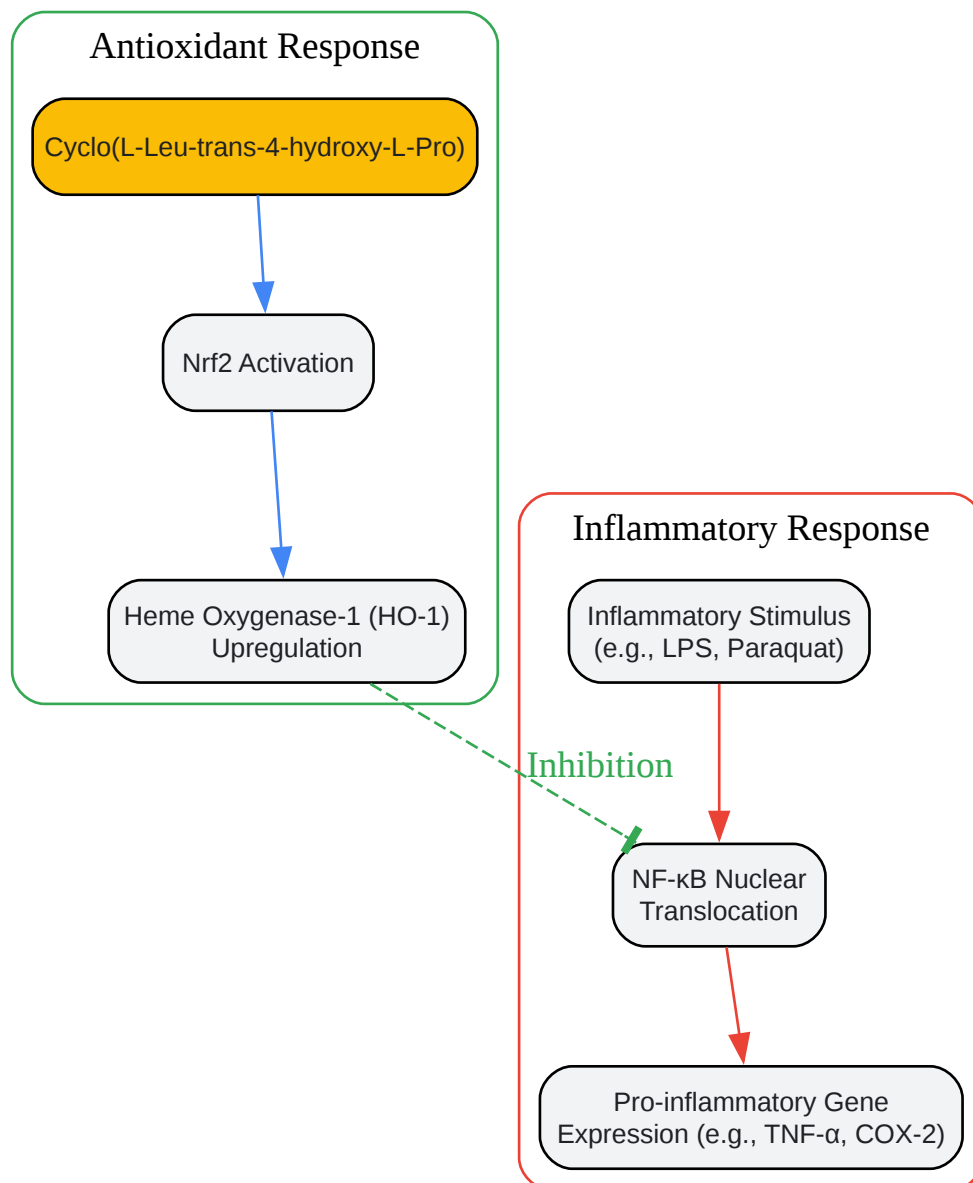 Antioxidant Response
Cyclo(L-Leu-trans-4-hydroxy-L-Pro)
Nrf2 Activation
Heme Oxygenase-1 (HO-1)
Upregulation
Inflammatory Response
Inflammatory Stimulus
(e.g., LPS, Paraquat)
Inhibition
NF-κB Nuclear
Translocation
Pro-inflammatory Gene
Expression (e.g., TNF-α, COX-2)